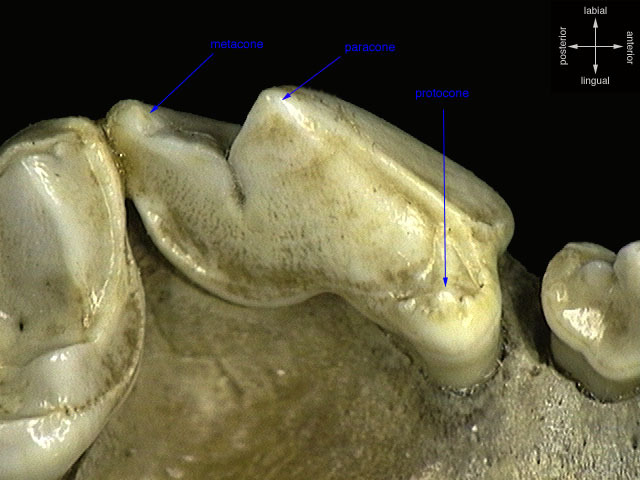 labial
posterior
anterior
lingual
metacone
paracone
protocone